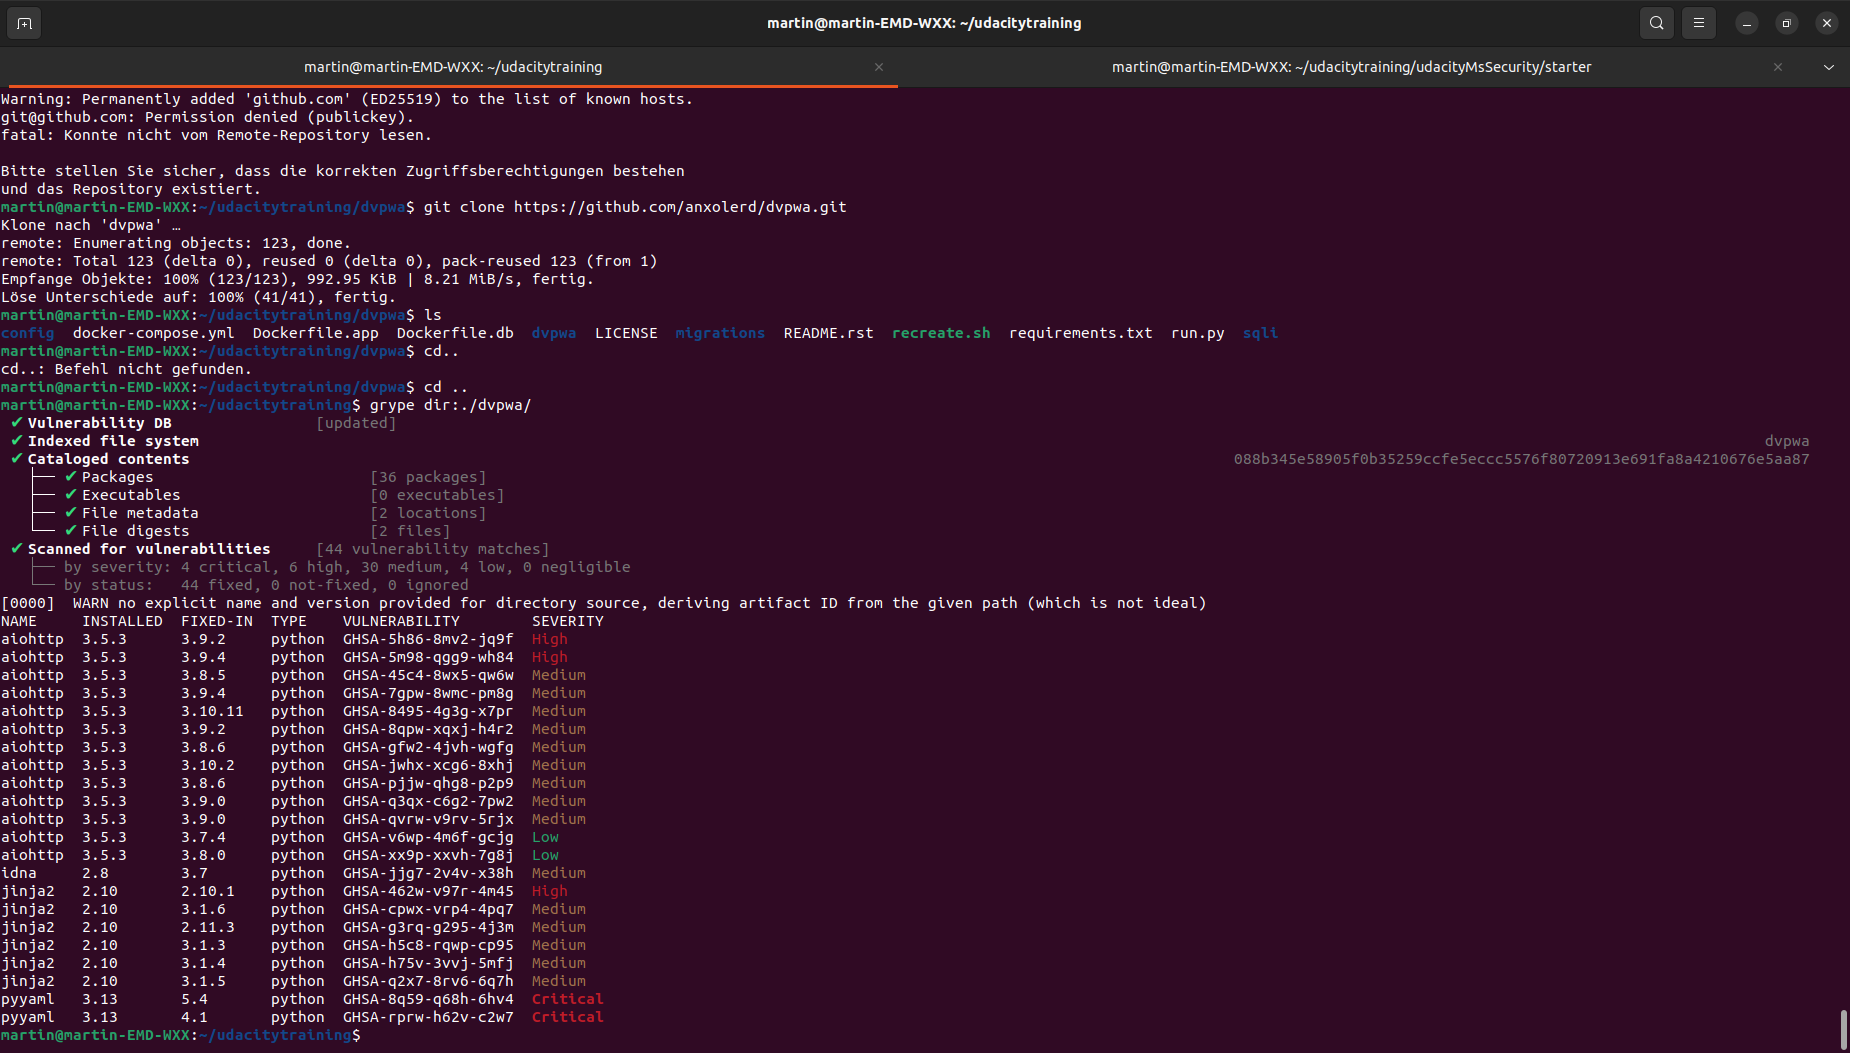 martin@martin-EMD-WXX: ~/udacitytraining
martin@martin-EMD-WXX: ~/udacitytraining
martin@martin-EMD-WXX: ~/udacitytraining/udacityMsSecurity/starter
Warning: Permanently added 'github.com' (ED25519) to the list of known hosts.
git@github.com: Permission denied (publickey).
fatal: Konnte nicht vom Remote-Repository lesen.
Bitte stellen Sie sicher, dass die korrekten Zugriffsberechtigungen bestehen
und das Repository existiert.
martin@martin-EMD-WXX:~/udacitytraining/dvpwa$ git clone https://github.com/anxolerd/dvpwa.git
Klone nach 'dvpwa' …
remote: Enumerating objects: 123, done.
remote: Total 123 (delta 0), reused 0 (delta 0), pack-reused 123 (from 1)
Empfange Objekte: 100% (123/123), 992.95 KiB | 8.21 MiB/s, fertig.
Löse Unterschiede auf: 100% (41/41), fertig.
martin@martin-EMD-WXX:~/udacitytraining/dvpwa$ ls
config  docker-compose.yml  Dockerfile.app  Dockerfile.db  dvpwa  LICENSE  migrations  README.rst  recreate.sh  requirements.txt  run.py  sqli
martin@martin-EMD-WXX:~/udacitytraining/dvpwa$ cd..
cd..: Befehl nicht gefunden.
martin@martin-EMD-WXX:~/udacitytraining/dvpwa$ cd ..
martin@martin-EMD-WXX:~/udacitytraining$ grype dir:./dvpwa/
✔ Vulnerability DB [updated]
✔ Indexed file system dvpwa
✔ Cataloged contents 088b345e58905f0b35259ccfe5eccc5576f80720913e691fa8a4210676e5aa87
├── ✔ Packages [36 packages]
├── ✔ Executables [0 executables]
├── ✔ File metadata [2 locations]
└── ✔ File digests [2 files]
✔ Scanned for vulnerabilities [44 vulnerability matches]
├── by severity: 4 critical, 6 high, 30 medium, 4 low, 0 negligible
└── by status: 44 fixed, 0 not-fixed, 0 ignored
[0000] WARN no explicit name and version provided for directory source, deriving artifact ID from the given path (which is not ideal)
NAME INSTALLED FIXED-IN TYPE VULNERABILITY SEVERITY
aiohttp 3.5.3 3.9.2 python GHSA-5h86-8mv2-jq9f High
aiohttp 3.5.3 3.9.4 python GHSA-5m98-qgg9-wh84 High
aiohttp 3.5.3 3.8.5 python GHSA-45c4-8wx5-qw6w Medium
aiohttp 3.5.3 3.9.4 python GHSA-7gpw-8wmc-pm8g Medium
aiohttp 3.5.3 3.10.11 python GHSA-8495-4g3g-x7pr Medium
aiohttp 3.5.3 3.9.2 python GHSA-8qpw-xqxj-h4r2 Medium
aiohttp 3.5.3 3.8.6 python GHSA-gfw2-4jvh-wgfg Medium
aiohttp 3.5.3 3.10.2 python GHSA-jwhx-xcg6-8xhj Medium
aiohttp 3.5.3 3.8.6 python GHSA-pjjw-qhg8-p2p9 Medium
aiohttp 3.5.3 3.9.0 python GHSA-q3qx-c6g2-7pw2 Medium
aiohttp 3.5.3 3.9.0 python GHSA-qvrw-v9rv-5rjx Medium
aiohttp 3.5.3 3.7.4 python GHSA-v6wp-4m6f-gcjg Low
aiohttp 3.5.3 3.8.0 python GHSA-xx9p-xxvh-7g8j Low
idna 2.8 3.7 python GHSA-jjg7-2v4v-x38h Medium
jinja2 2.10 2.10.1 python GHSA-462w-v97r-4m45 High
jinja2 2.10 3.1.6 python GHSA-cpwx-vrp4-4pq7 Medium
jinja2 2.10 2.11.3 python GHSA-g3rq-g295-4j3m Medium
jinja2 2.10 3.1.3 python GHSA-h5c8-rqwp-cp95 Medium
jinja2 2.10 3.1.4 python GHSA-h75v-3vvj-5mfj Medium
jinja2 2.10 3.1.5 python GHSA-q2x7-8rv6-6q7h Medium
pyyaml 3.13 5.4 python GHSA-8q59-q68h-6hv4 Critical
pyyaml 3.13 4.1 python GHSA-rprw-h62v-c2w7 Critical
martin@martin-EMD-WXX:~/udacitytraining$